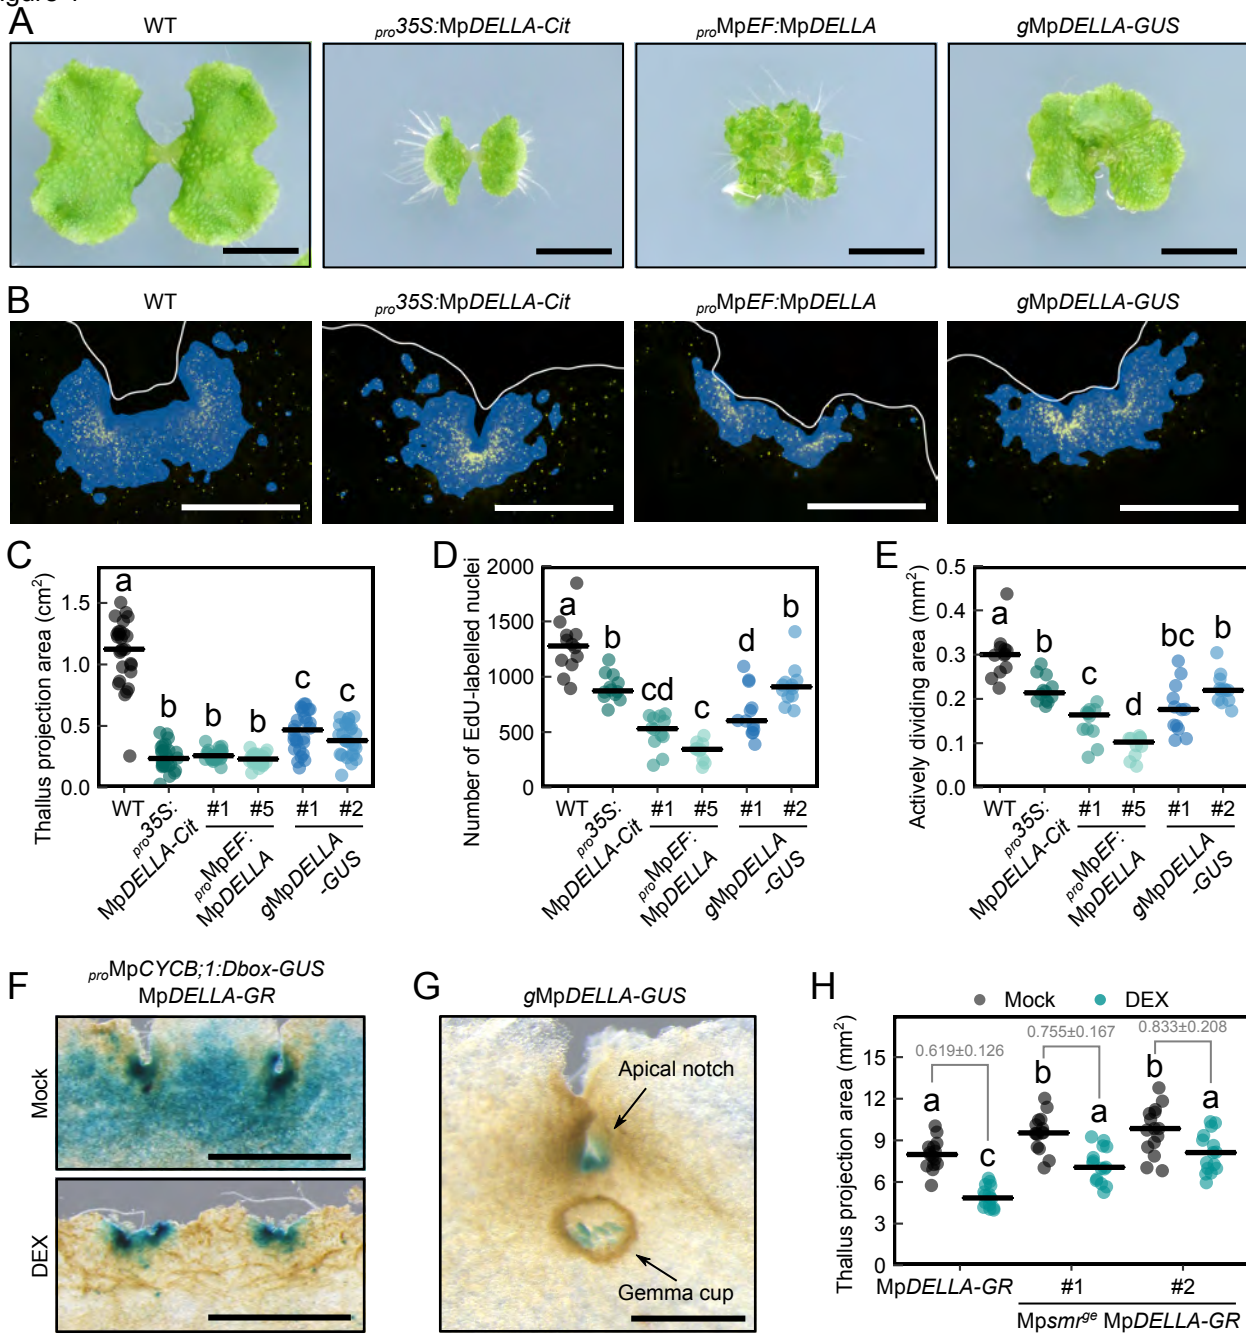 A
WT
pro35S:MpDELLA-Cit
proMpEF:MpDELLA
gMpDELLA-GUS
B
WT
pro35S:MpDELLA-Cit
proMpEF:MpDELLA
gMpDELLA-GUS
C
Thallus projection area (cm²)
1.5
1.0
0.5
0.0
a
b
b
b
c
c
WT
pro35S:
MpDELLA-Cit
#1
#5
proMpEF:
MpDELLA
#1
#2
gMpDELLA
-GUS
D
Number of EdU-labelled nuclei
2000
1500
1000
500
0
a
b
cd
c
d
b
WT
pro35S:
MpDELLA-Cit
#1
#5
proMpEF:
MpDELLA
#1
#2
gMpDELLA
-GUS
E
Actively dividing area (mm²)
0.5
0.4
0.3
0.2
0.1
0.0
a
b
c
d
bc
b
WT
pro35S:
MpDELLA-Cit
#1
#5
proMpEF:
MpDELLA
#1
#2
gMpDELLA
-GUS
F
proMpCYCB;1:Dbox-GUS
MpDELLA-GR
Mock
DEX
G
gMpDELLA-GUS
Apical notch
Gemma cup
H
Mock
DEX
Thallus projection area (mm²)
15
12
9
6
3
0
0.619±0.126
0.755±0.167
0.833±0.208
a
c
b
a
b
a
MpDELLA-GR
#1
#2
Mpsmrᵍᵉ MpDELLA-GR